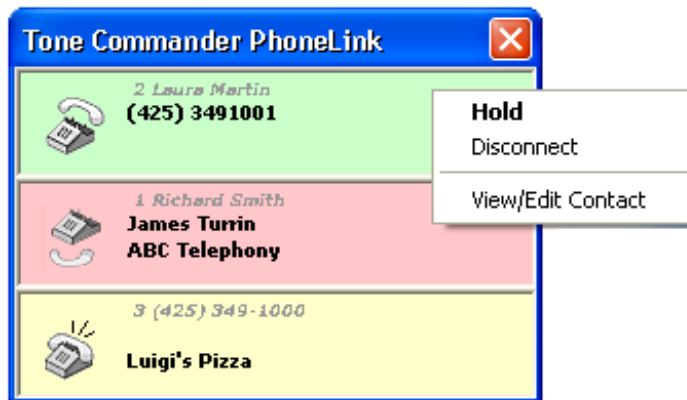 Tone Commander PhoneLink
2 Laura Martin
(425) 3491001
Hold
Disconnect
View/Edit Contact
1 Richard Smith
James Turrin
ABC Telephony
3 (425) 349-1000
Luigi's Pizza